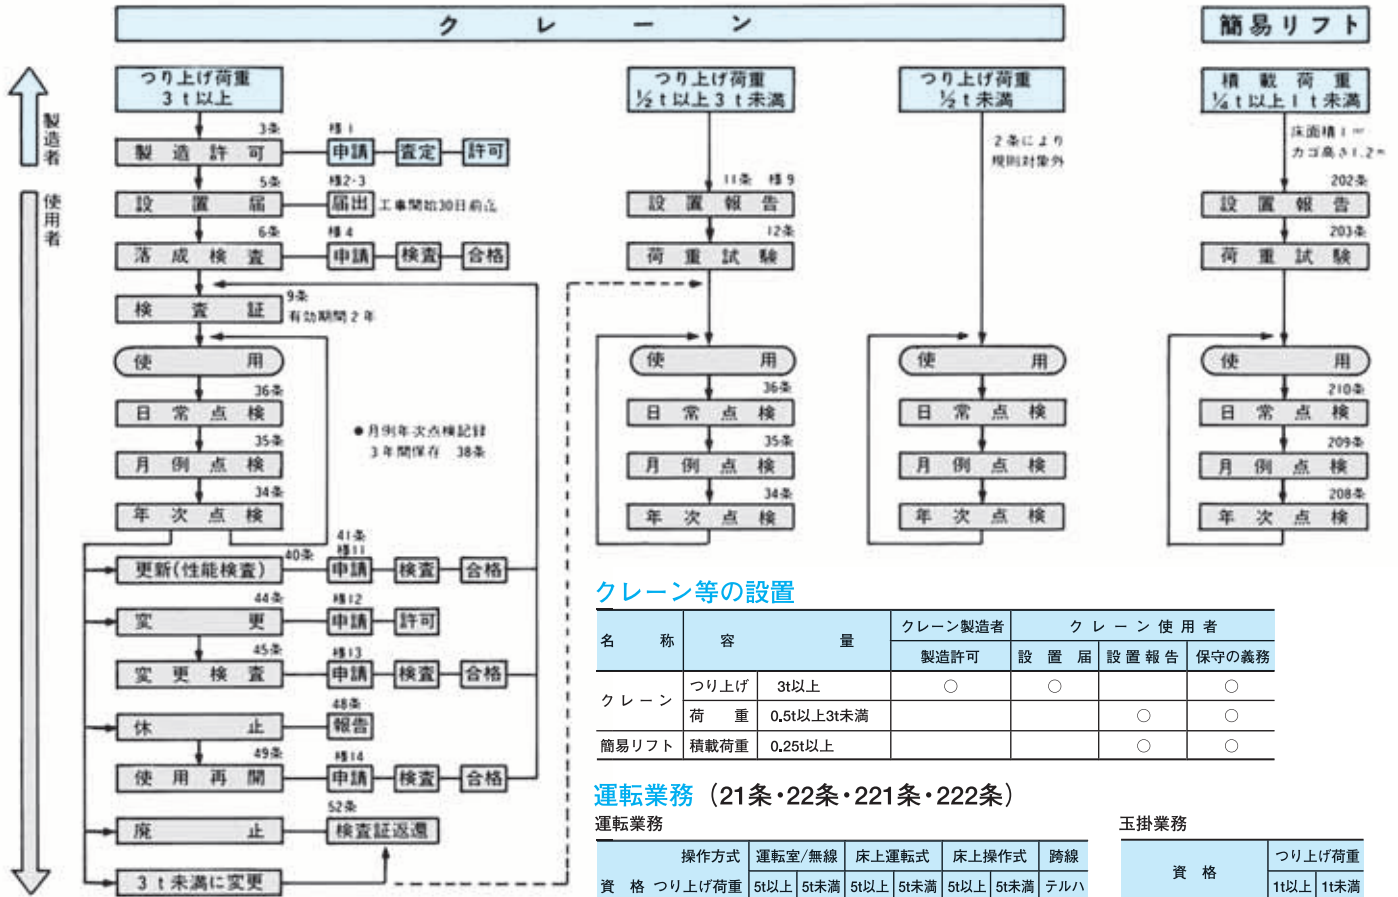 クレーン
簡易リフト
製造者
使用者
つり上げ荷重
3t以上
3条
製造許可
様1
申請
査定
許可
5条
設置届
様2・3
届出
工事開始30日前迄
6条
落成検査
様4
申請
検査
合格
検査証
9条
有効期間2年
使用
36条
日常点検
35条
月例点検
34条
年次点検
●月例年次点検記録
3年間保存 38条
40条
更新(性能検査)
41条
様11
申請
検査
合格
44条
変更
様12
申請
許可
45条
変更検査
様13
申請
検査
合格
休止
48条
報告
49条
使用再開
様14
申請
検査
合格
廃止
52条
検査証返還
3t未満に変更
つり上げ荷重
½t以上3t未満
11条 様9
設置報告
12条
荷重試験
使用
36条
日常点検
35条
月例点検
34条
年次点検
つり上げ荷重
½t未満
2条により
規則対象外
使用
日常点検
月例点検
年次点検
積載荷重
¼t以上1t未満
床面積1㎡
カゴ高さ1.2m
202条
設置報告
203条
荷重試験
使用
210条
日常点検
209条
月例点検
208条
年次点検
クレーン等の設置
名称 容量 クレーン製造者 クレーン使用者
製造許可 設置届 設置報告 保守の義務
クレーン つり上げ 3t以上 ○ ○ ○
荷重 0.5t以上3t未満 ○ ○
簡易リフト 積載荷重 0.25t以上 ○ ○
運転業務(21条・22条・221条・222条)
運転業務
操作方式 運転室/無線 床上運転式 床上操作式 跨線
資格 つり上げ荷重 5t以上 5t未満 5t以上 5t未満 5t以上 5t未満 テルハ
玉掛業務
資格 つり上げ荷重
1t以上 1t未満